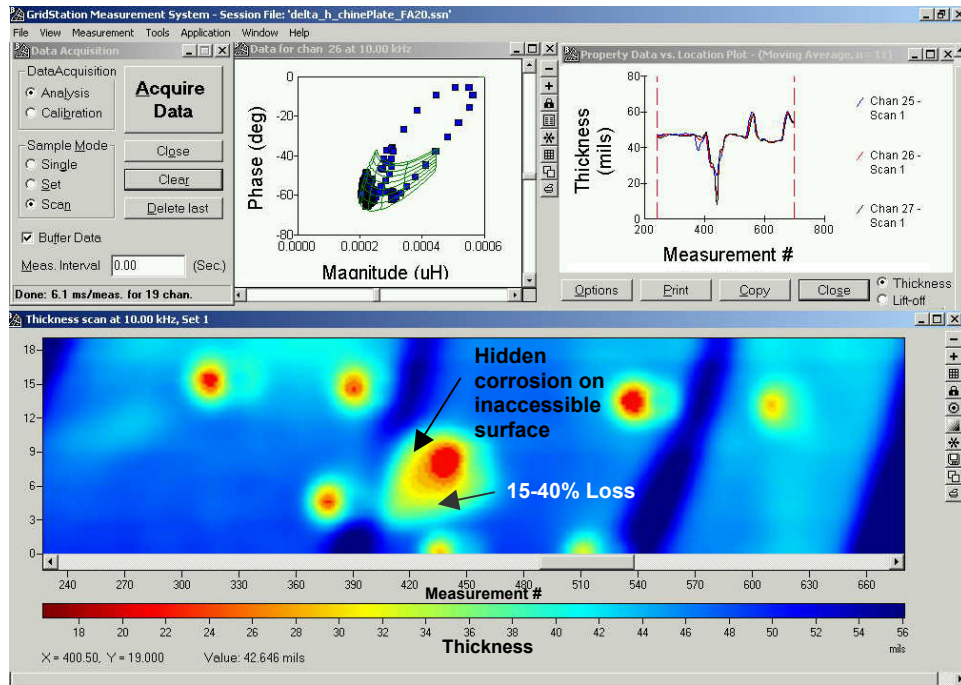 GridStation Measurement System - Session File: 'delta_h_chinePlate_FA20.ssn'
File View Measurement Tools Application Window Help
Data Acquisition
DataAcquisition
Analysis
Calibration
Acquire
Data
Sample Mode
Single
Set
Scan
Close
Clear
Delete last
Buffer Data
Meas. Interval 0.00 (Sec.)
Done: 6.1 ms/meas. for 19 chan.
Data for chan 26 at 10.00 kHz
Phase (deg)
0
-20
-40
-60
-80
0.0000 0.0002 0.0004 0.0006
Magnitude (uH)
Property Data vs. Location Plot - (Moving Average, n= 11)
Thickness
(mils)
80
60
40
20
0
200 400 600 800
Measurement #
Chan 25 -
Scan 1
Chan 26 -
Scan 1
Chan 27 -
Scan 1
Options Print Copy Close
Thickness
Lift-off
Thickness scan at 10.00 kHz, Set 1
18
15
12
9
6
3
0
Hidden
corrosion on
inaccessible
surface
15-40% Loss
240 270 300 330 360 390 420 450 480 510 540 570 600 630 660
Measurement #
18 20 22 24 26 28 30 32 34 36 38 40 42 44 46 48 50 52 54 56
mils
Thickness
X = 400.50, Y = 19.000 Value: 42.646 mils